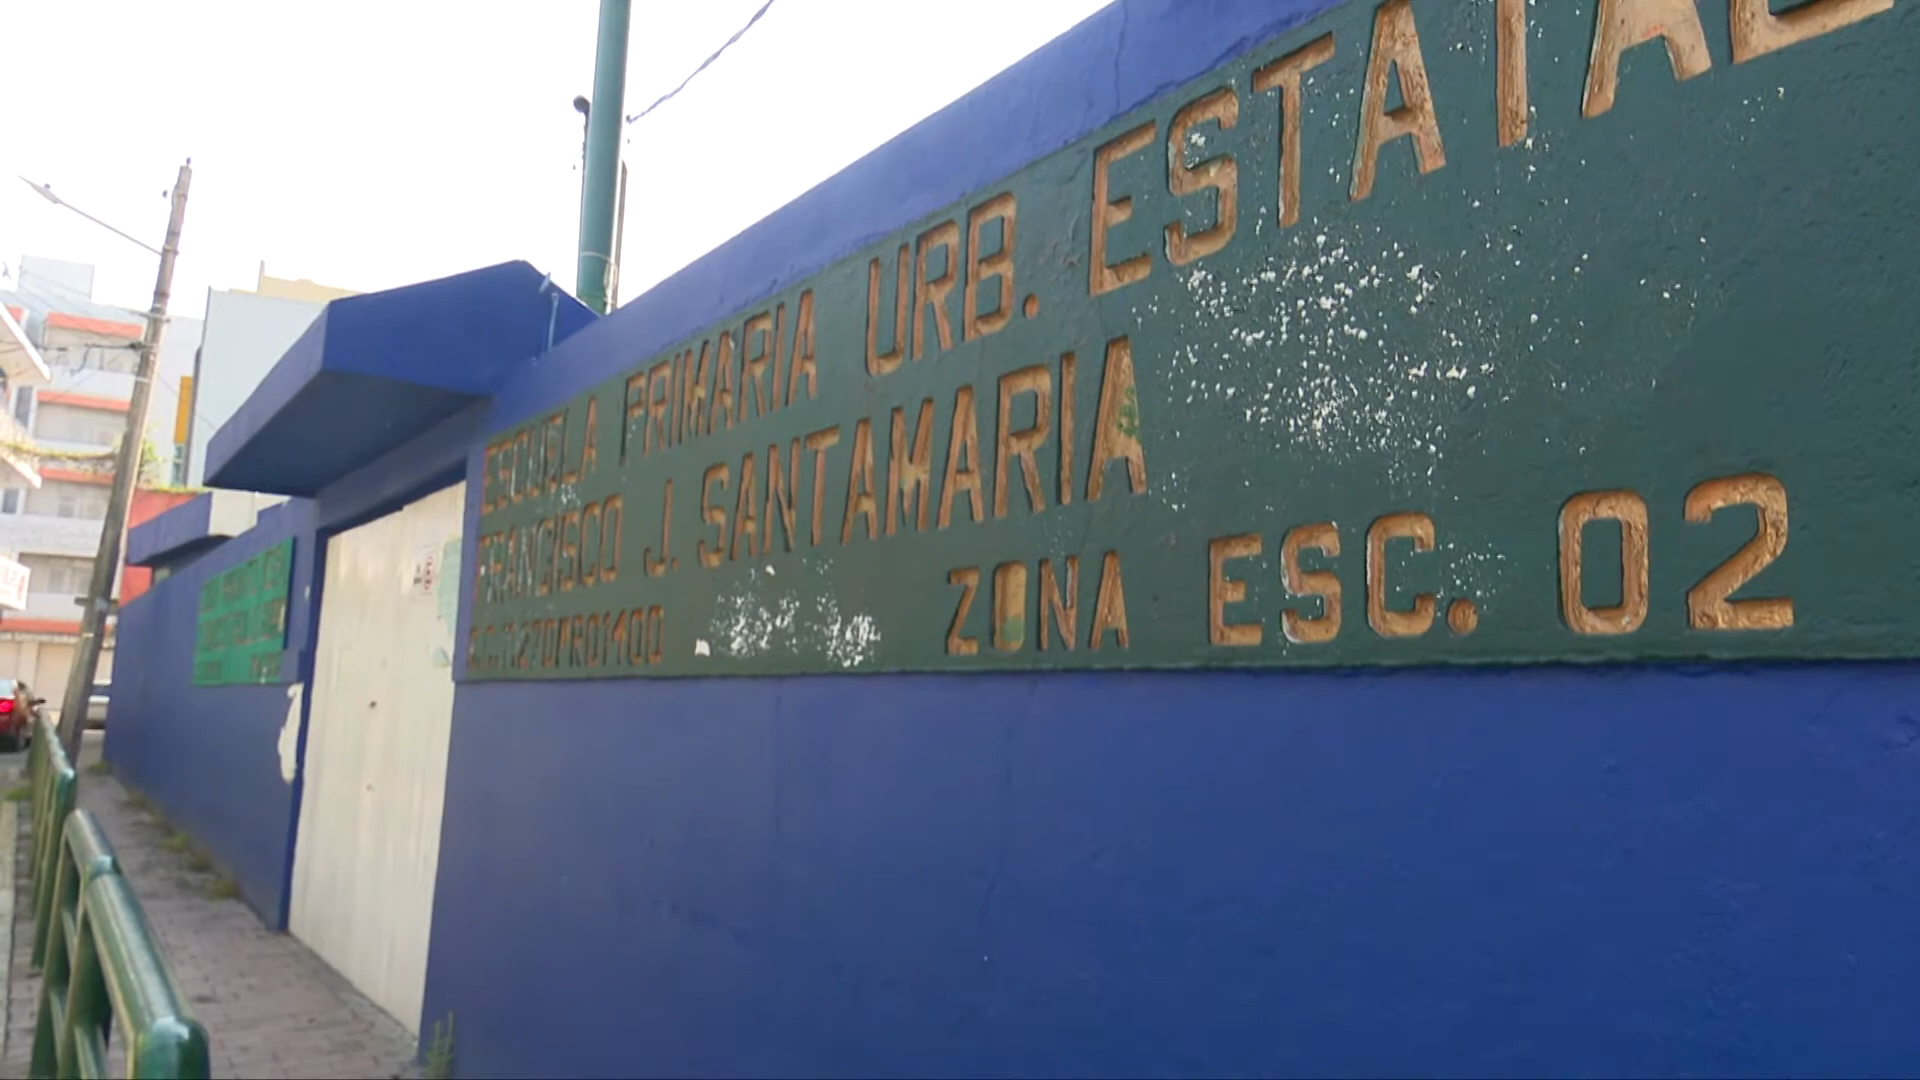 ESCUELA PRIMARIA URB. ESTATAL
FRANCISCO J. SANTAMARIA
ZONA ESC. 02